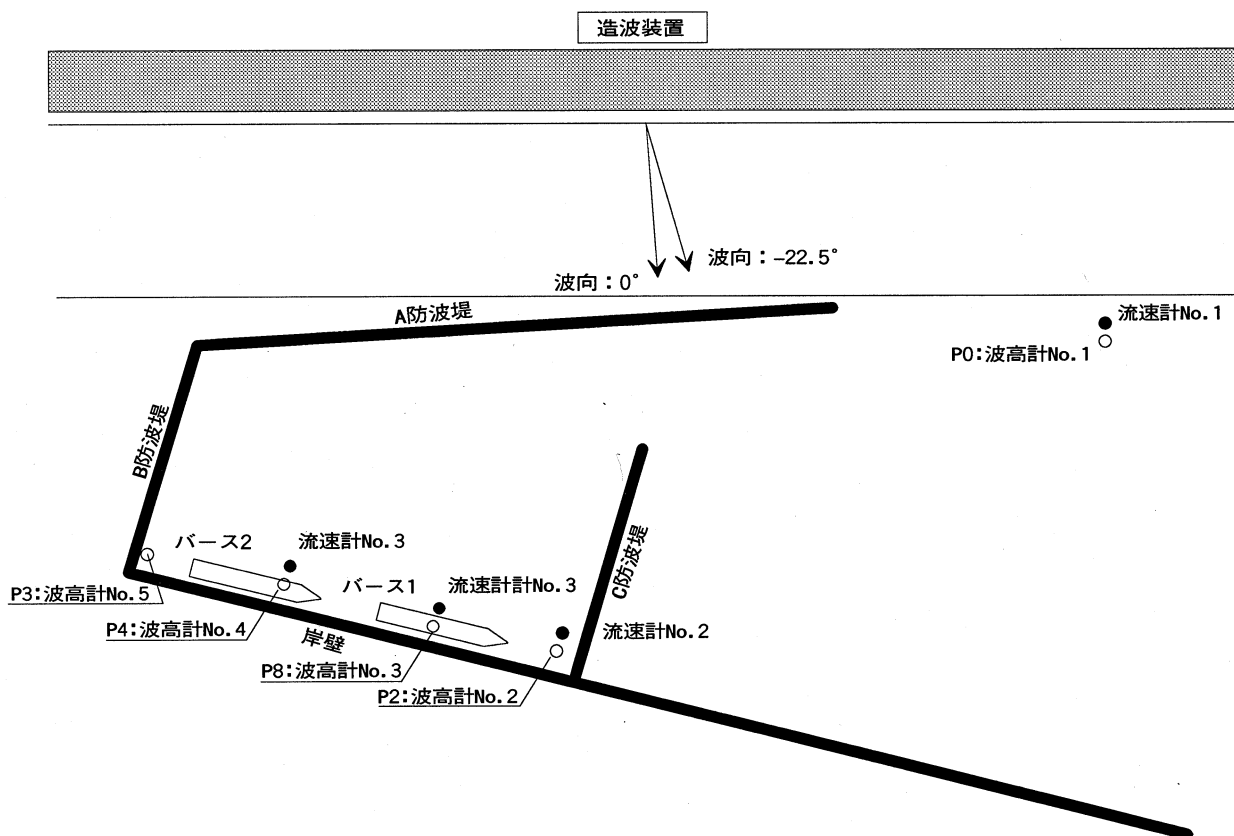 造波装置
波向：-22.5°
波向：0°
A防波堤
流速計No.1
P0:波高計No.1
B防波堤
C防波堤
バース2
流速計No.3
バース1
流速計計No.3
P3:波高計No.5
P4:波高計No.4
岸壁
流速計No.2
P8:波高計No.3
P2:波高計No.2